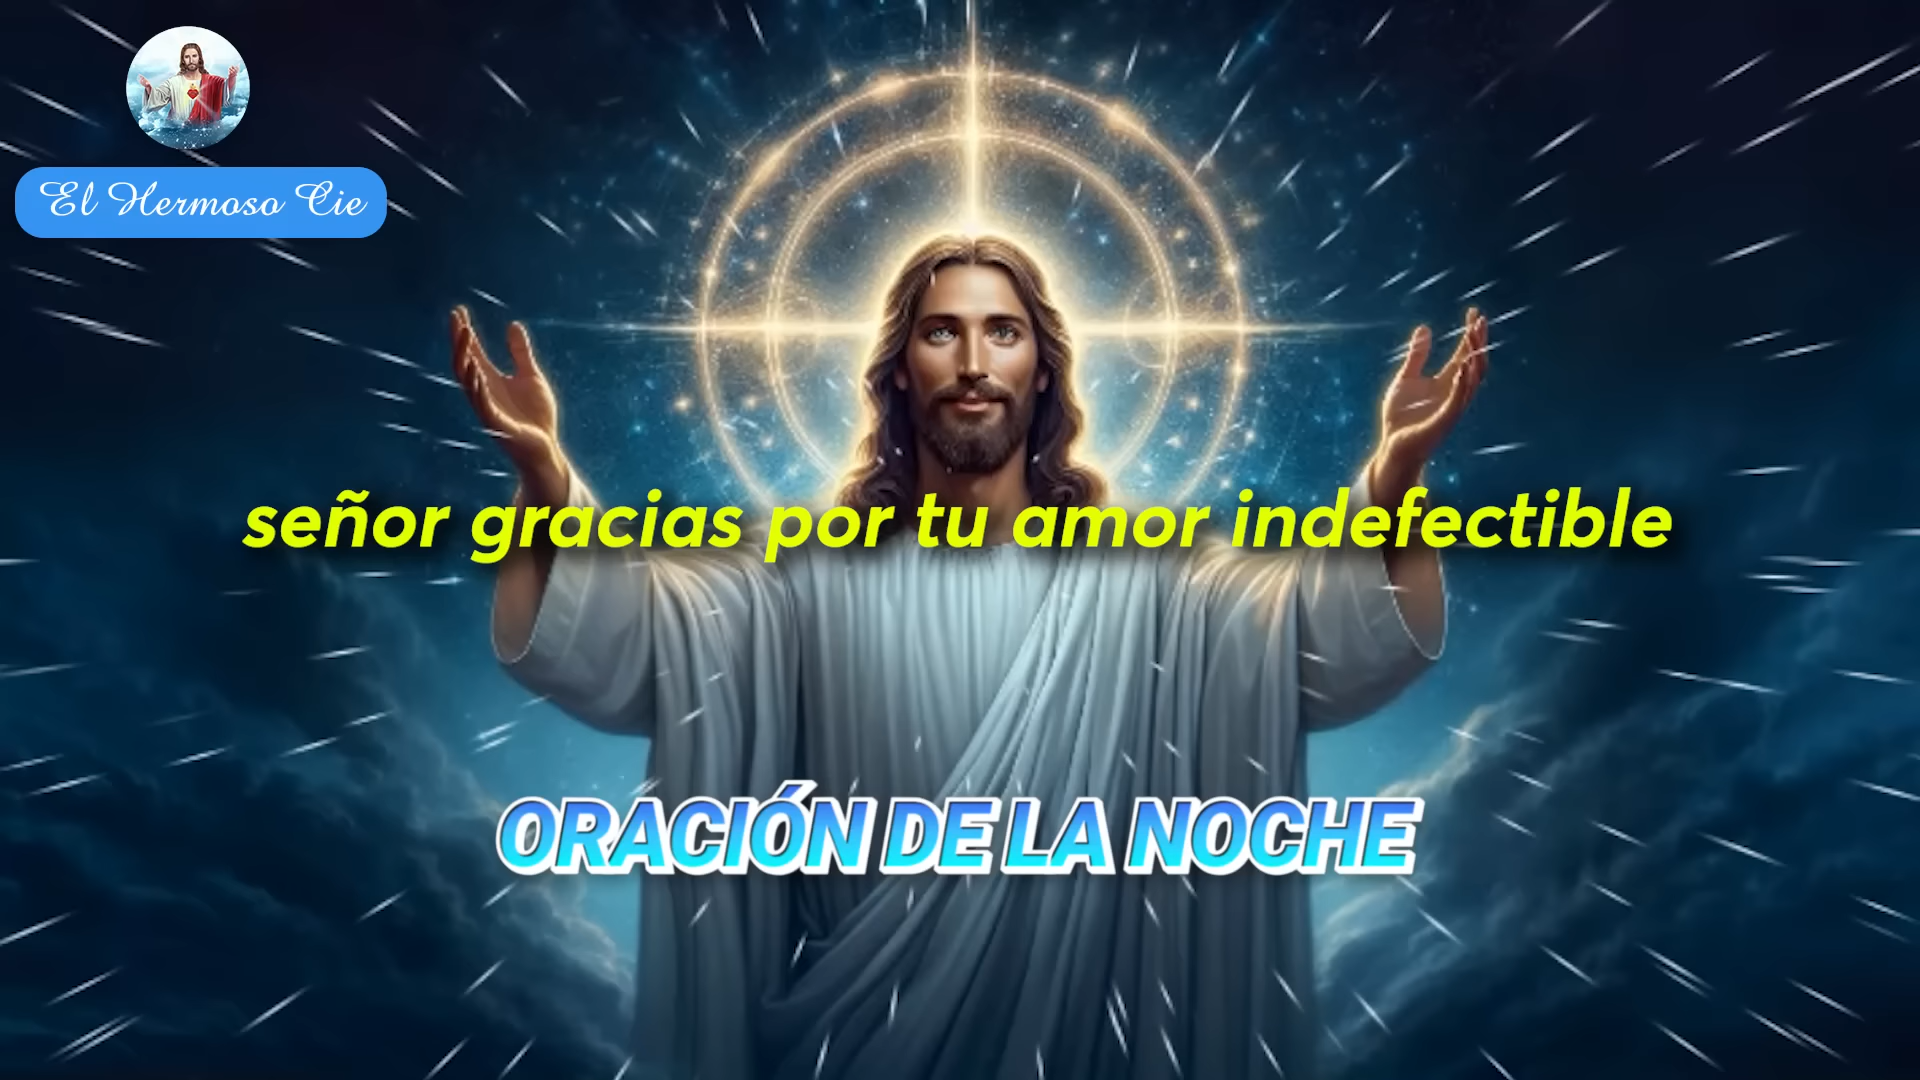 El Hermoso Cie
señor gracias por tu amor indefectible
ORACIÓN DE LA NOCHE